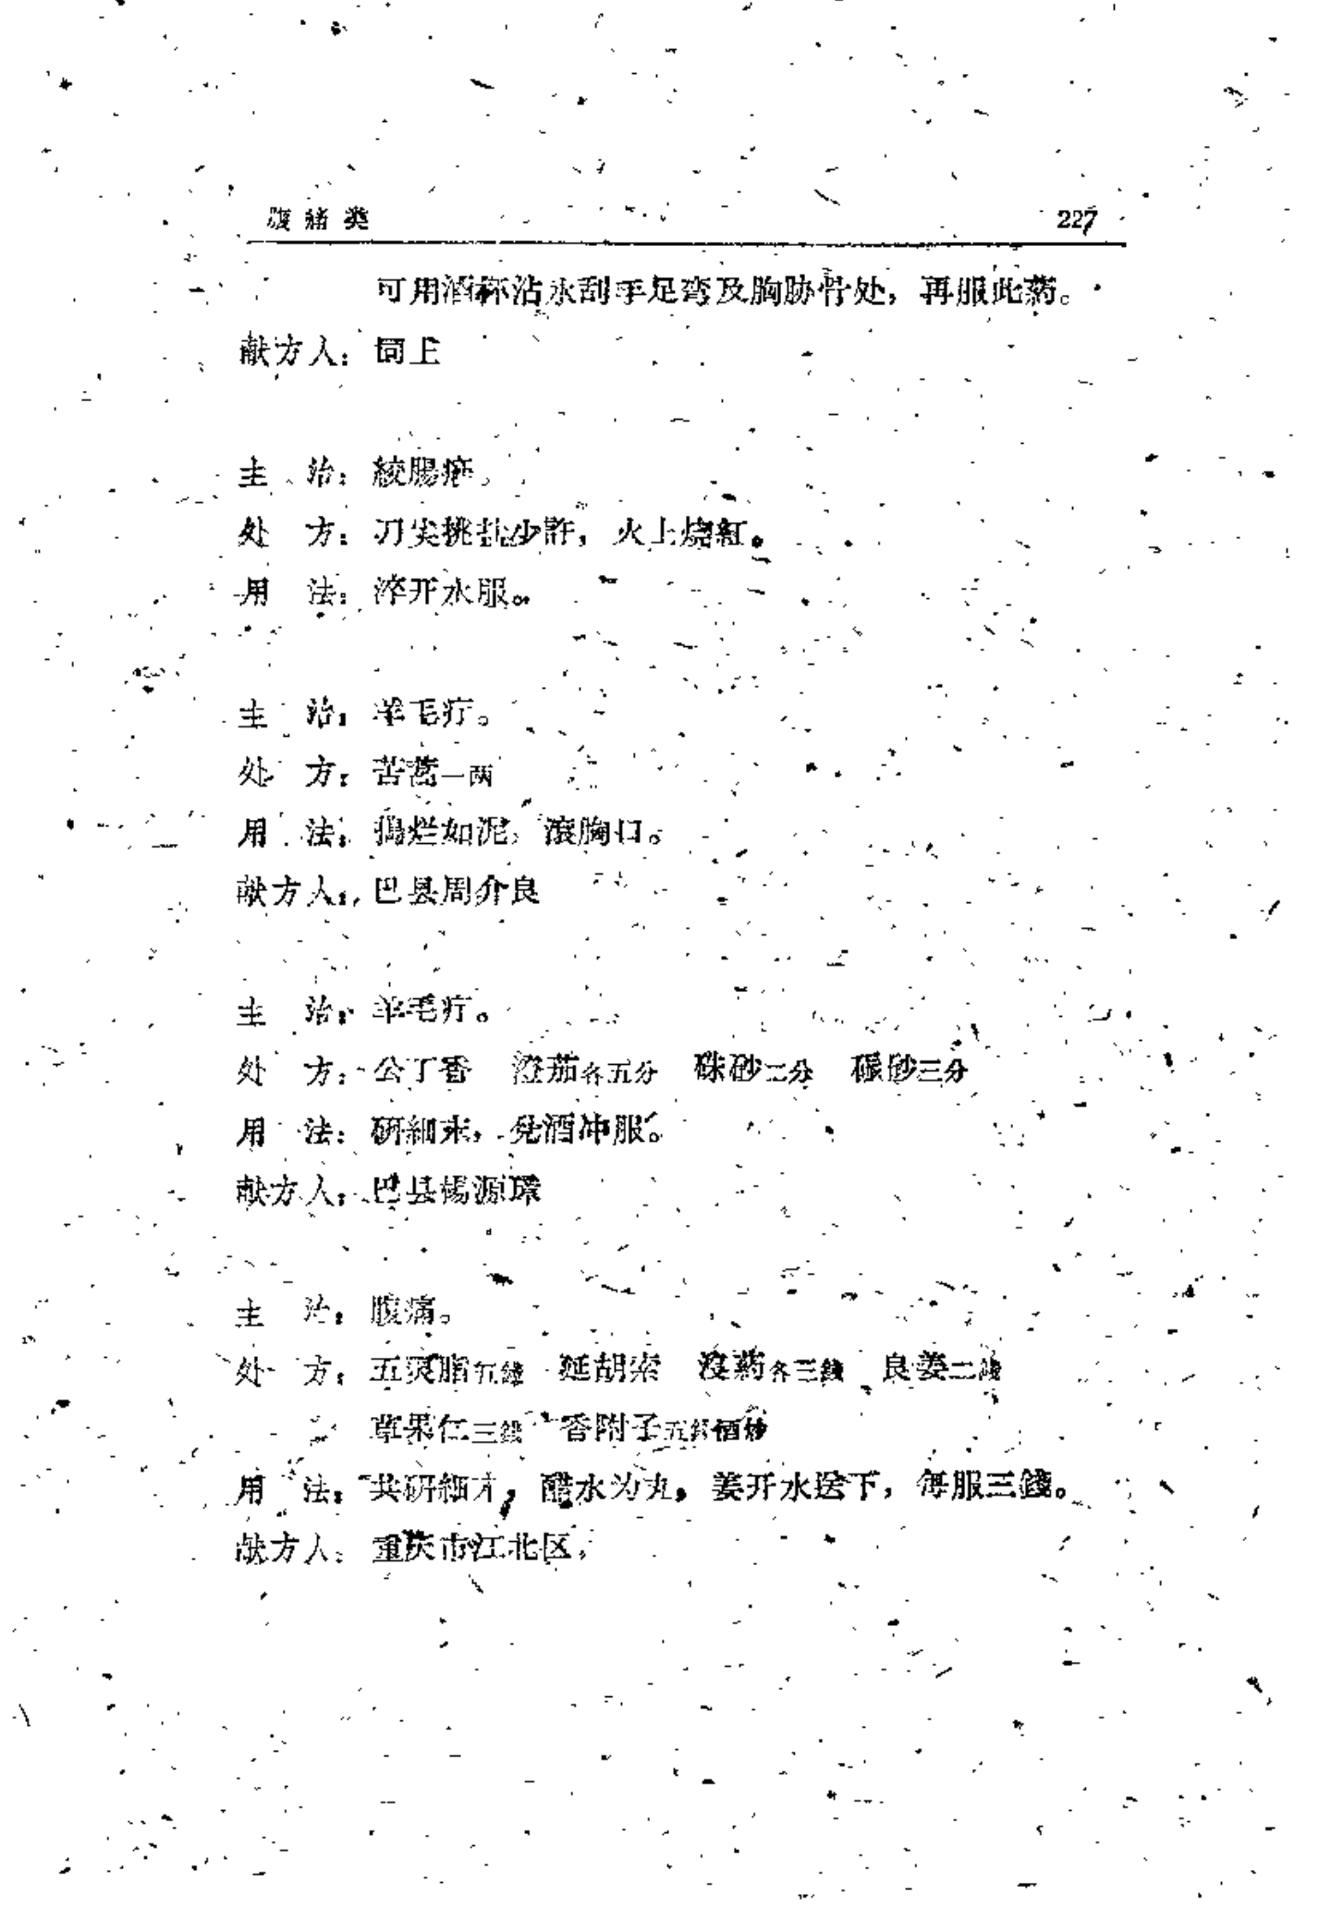 腹痛类 227
可用酒杯沾水刮手足弯及胸胁骨处，再服此药。
献方人：同上
主　治：絞腸痧。
处　方：刀尖挑盐少許，火上燒紅。
用　法：淬开水服。
主　治：羊毛疔。
处　方：苦蒿一两
用　法：搗烂如泥，滾胸口。
献方人：巴县周介良
主　治：羊毛疔。
处　方：公丁香　澄茄各五分　硃砂二分　硼砂三分
用　法：研細末，兑酒冲服。
献方人：巴县楊源璨
主　治：腹痛。
处　方：五灵脂五錢　延胡索　沒药各三錢　良姜二錢
草果仁三錢　香附子五錢酒炒
用　法：共研細末，醋水为丸，姜开水送下，每服三錢。
献方人：重庆市江北区